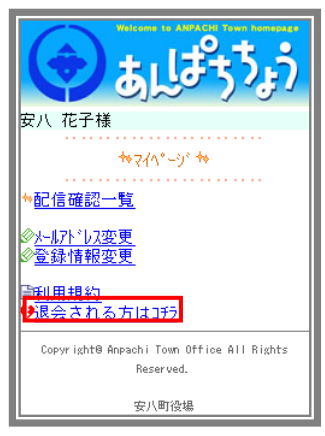 Welcome to ANPACHI Town homepage
あんぱちちょう
安八 花子様
ﾏｲﾍﾟｰｼﾞ
配信確認一覧
ﾒｰﾙｱﾄﾞﾚｽ変更
登録情報変更
利用規約
退会される方はｺﾁﾗ
Copyright© Anpachi Town Office All Rights
Reserved.
安八町役場